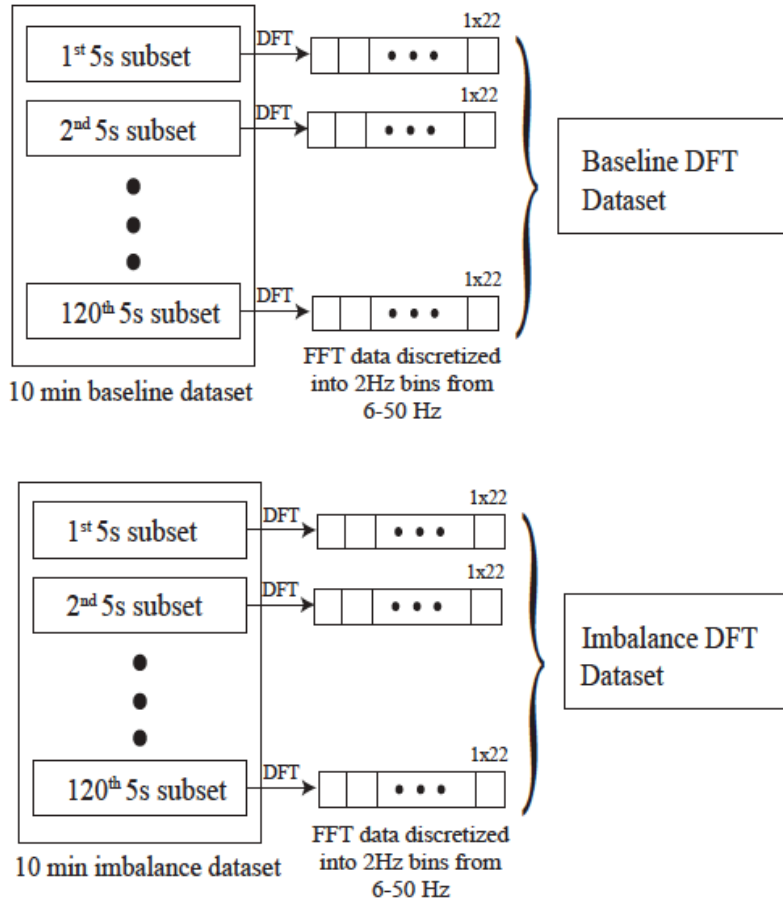 1st 5s subset
DFT
1x22
2nd 5s subset
DFT
1x22
120th 5s subset
DFT
1x22
10 min baseline dataset
FFT data discretized
into 2Hz bins from
6-50 Hz
Baseline DFT
Dataset
1st 5s subset
DFT
1x22
2nd 5s subset
DFT
1x22
120th 5s subset
DFT
1x22
10 min imbalance dataset
FFT data discretized
into 2Hz bins from
6-50 Hz
Imbalance DFT
Dataset